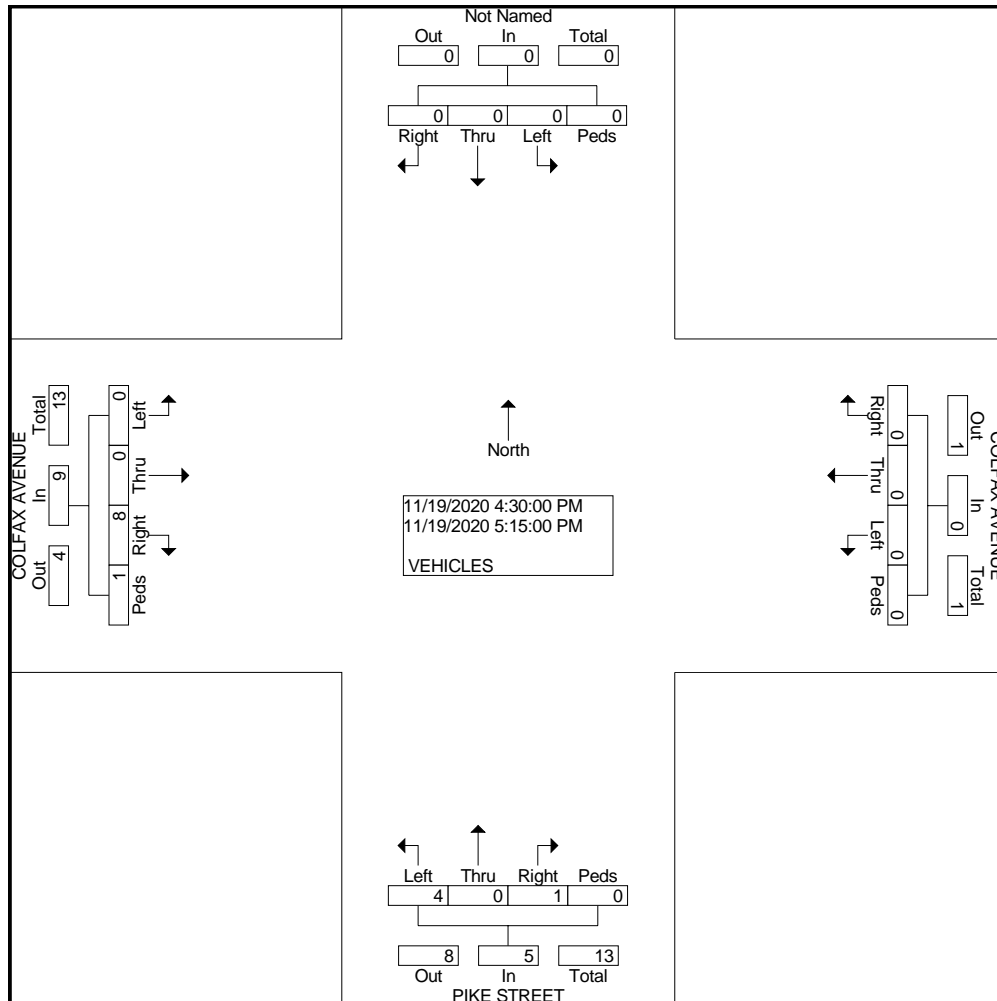 Not Named
Out In Total
0 0 0
0 0 0 0
Right Thru Left Peds
COLFAX AVENUE
Total In Out
13 9 4
0 0 8 1
Left Thru Right Peds
North
11/19/2020 4:30:00 PM
11/19/2020 5:15:00 PM
VEHICLES
Right Thru Left Peds
0 0 0 0
Out In Total
1 0 1
COLFAX AVENUE
Left Thru Right Peds
4 0 1 0
8 5 13
Out In Total
PIKE STREET